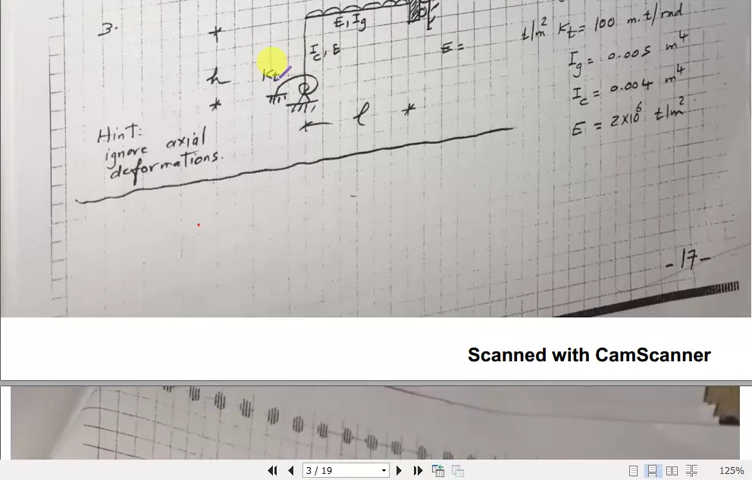 3.
E, Ig
Ic, E
E =
t/m² Kt = 100 m.t/rad
Ig = 0.005 m⁴
Ic = 0.004 m⁴
E = 2x10⁶ t/m²
h
Kt
l
Hint:
ignore axial
deformations.
-17-
Scanned with CamScanner
3 / 19
125%